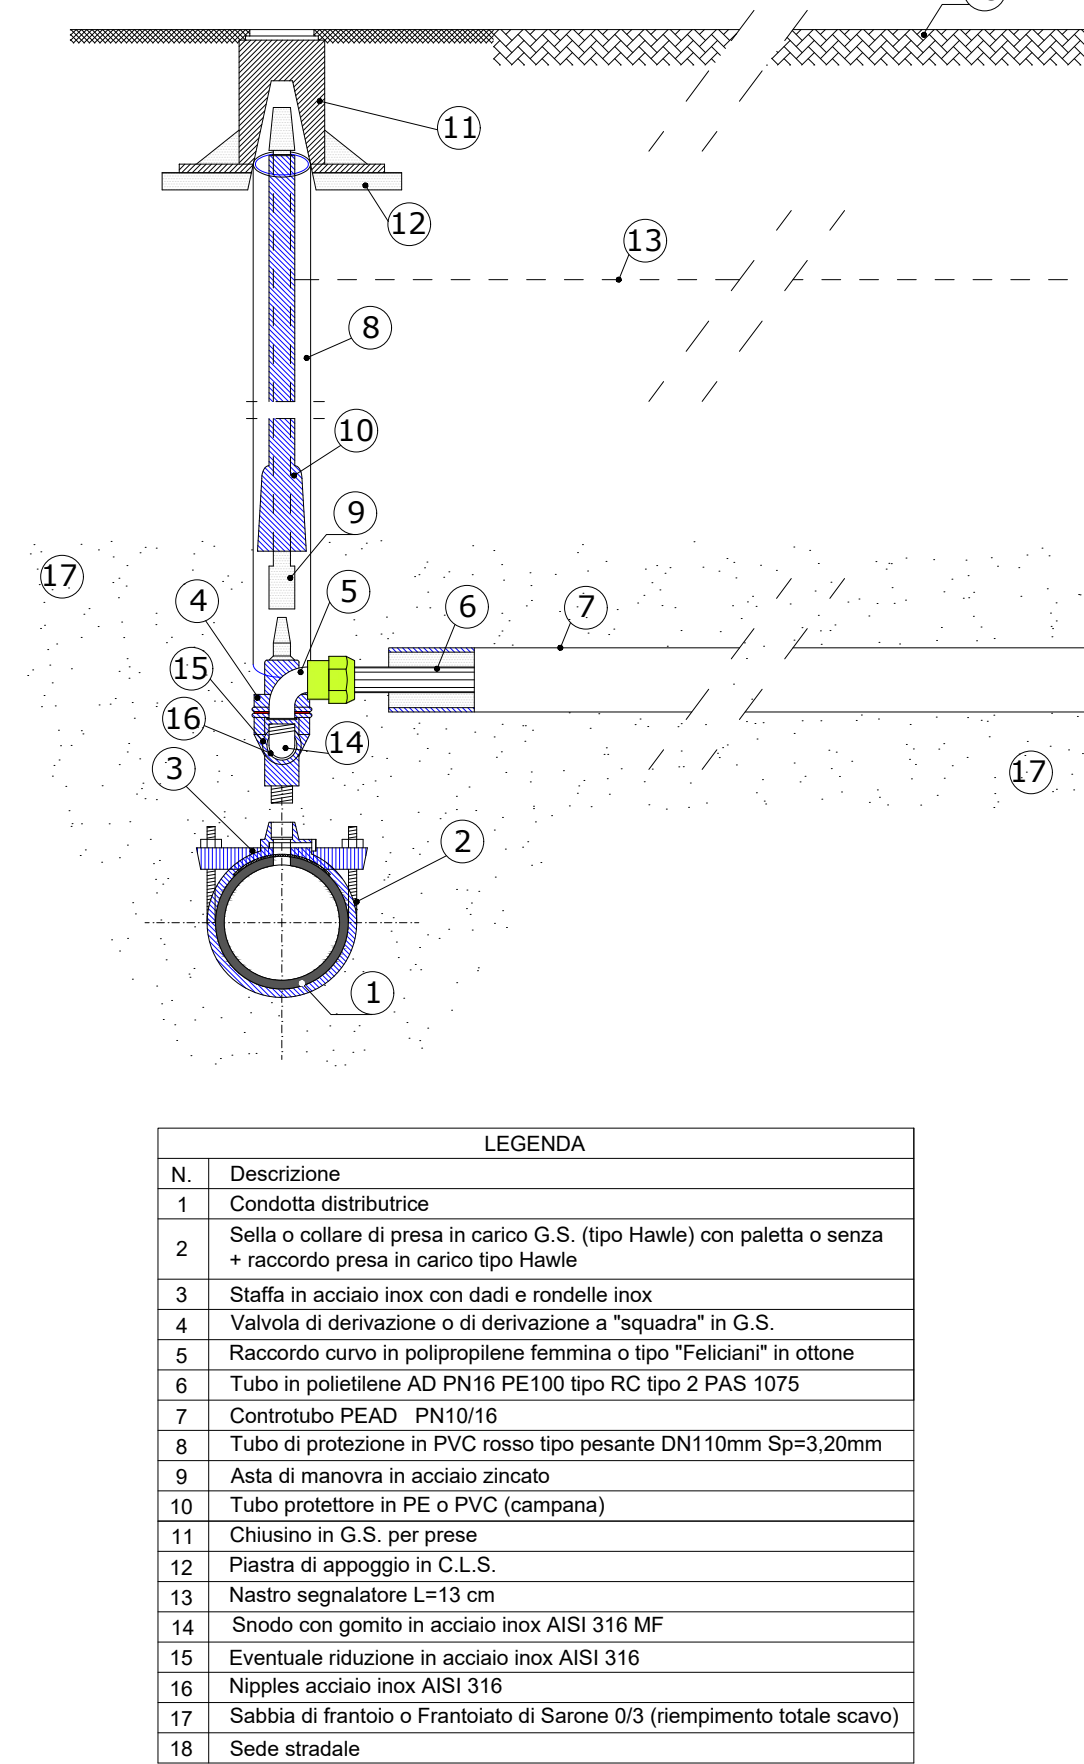 11
12
13
8
10
9
17
4
5
6
7
15
16
14
3
17
2
1
LEGENDA
N. Descrizione
1 Condotta distributrice
2 Sella o collare di presa in carico G.S. (tipo Hawle) con paletta o senza
+ raccordo presa in carico tipo Hawle
3 Staffa in acciaio inox con dadi e rondelle inox
4 Valvola di derivazione o di derivazione a "squadra" in G.S.
5 Raccordo curvo in polipropilene femmina o tipo "Feliciani" in ottone
6 Tubo in polietilene AD PN16 PE100 tipo RC tipo 2 PAS 1075
7 Controtubo PEAD PN10/16
8 Tubo di protezione in PVC rosso tipo pesante DN110mm Sp=3,20mm
9 Asta di manovra in acciaio zincato
10 Tubo protettore in PE o PVC (campana)
11 Chiusino in G.S. per prese
12 Piastra di appoggio in C.L.S.
13 Nastro segnalatore L=13 cm
14 Snodo con gomito in acciaio inox AISI 316 MF
15 Eventuale riduzione in acciaio inox AISI 316
16 Nipples acciaio inox AISI 316
17 Sabbia di frantoio o Frantoiato di Sarone 0/3 (riempimento totale scavo)
18 Sede stradale